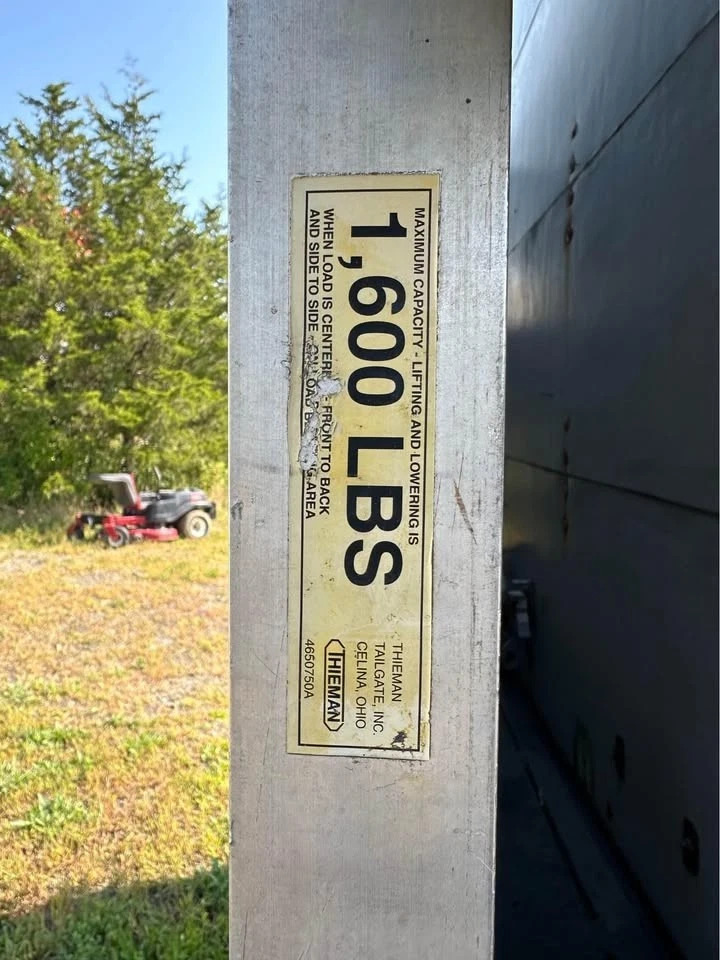 MAXIMUM CAPACITY - LIFTING AND LOWERING IS
1,600 LBS
WHEN LOAD IS - FRONT TO BACK
AND SIDE TO SIDE - AREA
THIEMAN
TAILGATE, INC.
CELINA, OHIO
THIEMAN
4650750A